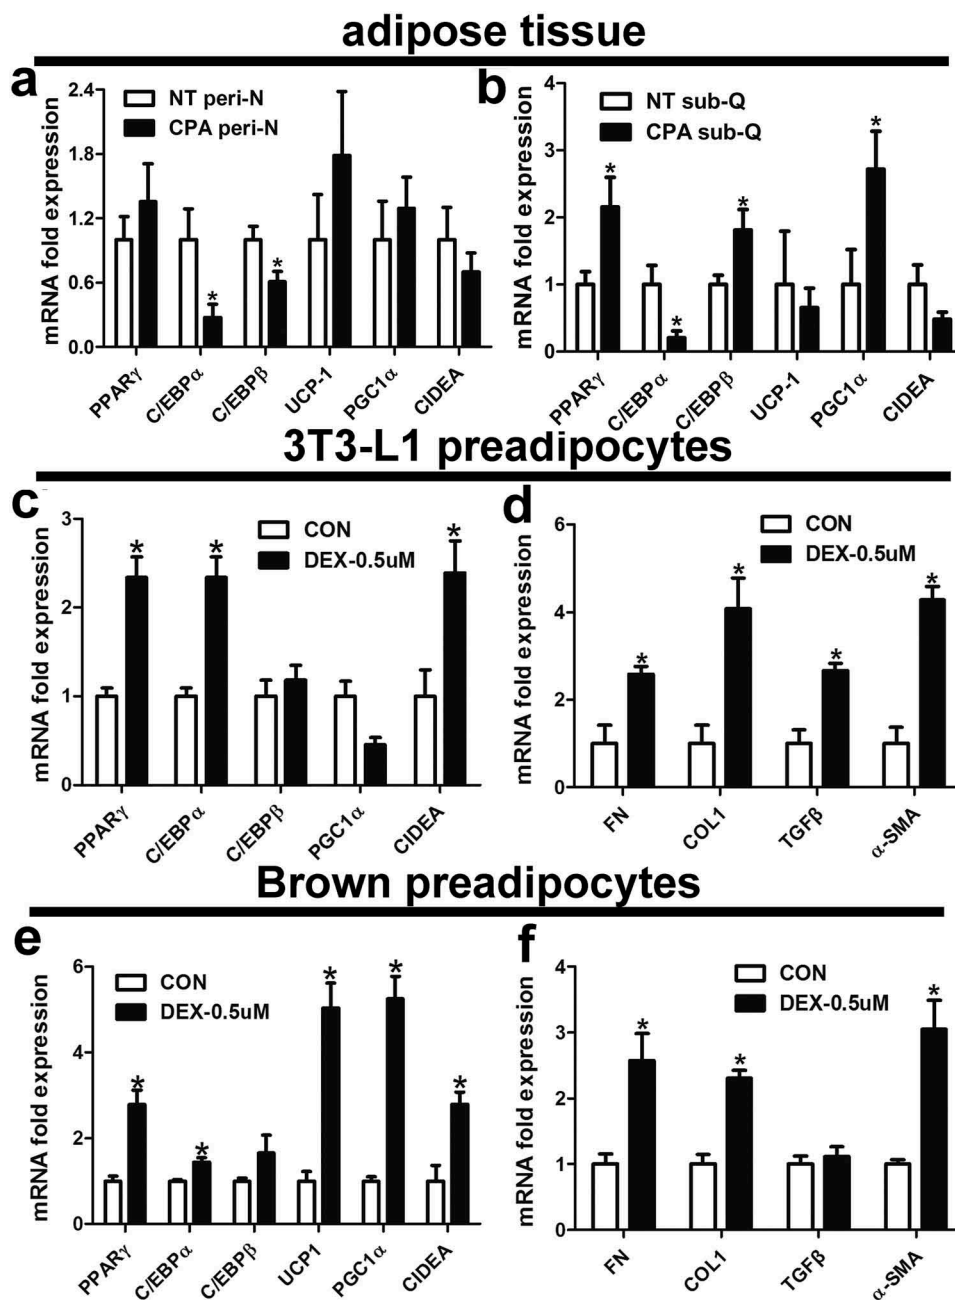 adipose tissue
a
NT peri-N
CPA peri-N
mRNA fold expression
2.4
1.8
1.2
0.6
0.0
PPARγ
C/EBPα
C/EBPβ
UCP-1
PGC1α
CIDEA
b
NT sub-Q
CPA sub-Q
mRNA fold expression
4
3
2
1
0
PPARγ
C/EBPα
C/EBPβ
UCP-1
PGC1α
CIDEA
* * * * * *
3T3-L1 preadipocytes
c
CON
DEX-0.5uM
mRNA fold expression
3
2
1
0
PPARγ
C/EBPα
C/EBPβ
PGC1α
CIDEA
* * *
d
CON
DEX-0.5uM
mRNA fold expression
6
4
2
0
FN
COL1
TGFβ
α-SMA
* * * *
Brown preadipocytes
e
CON
DEX-0.5uM
mRNA fold expression
6
4
2
0
PPARγ
C/EBPα
C/EBPβ
UCP1
PGC1α
CIDEA
* * * * *
f
CON
DEX-0.5uM
mRNA fold expression
4
3
2
1
0
FN
COL1
TGFβ
α-SMA
* * *